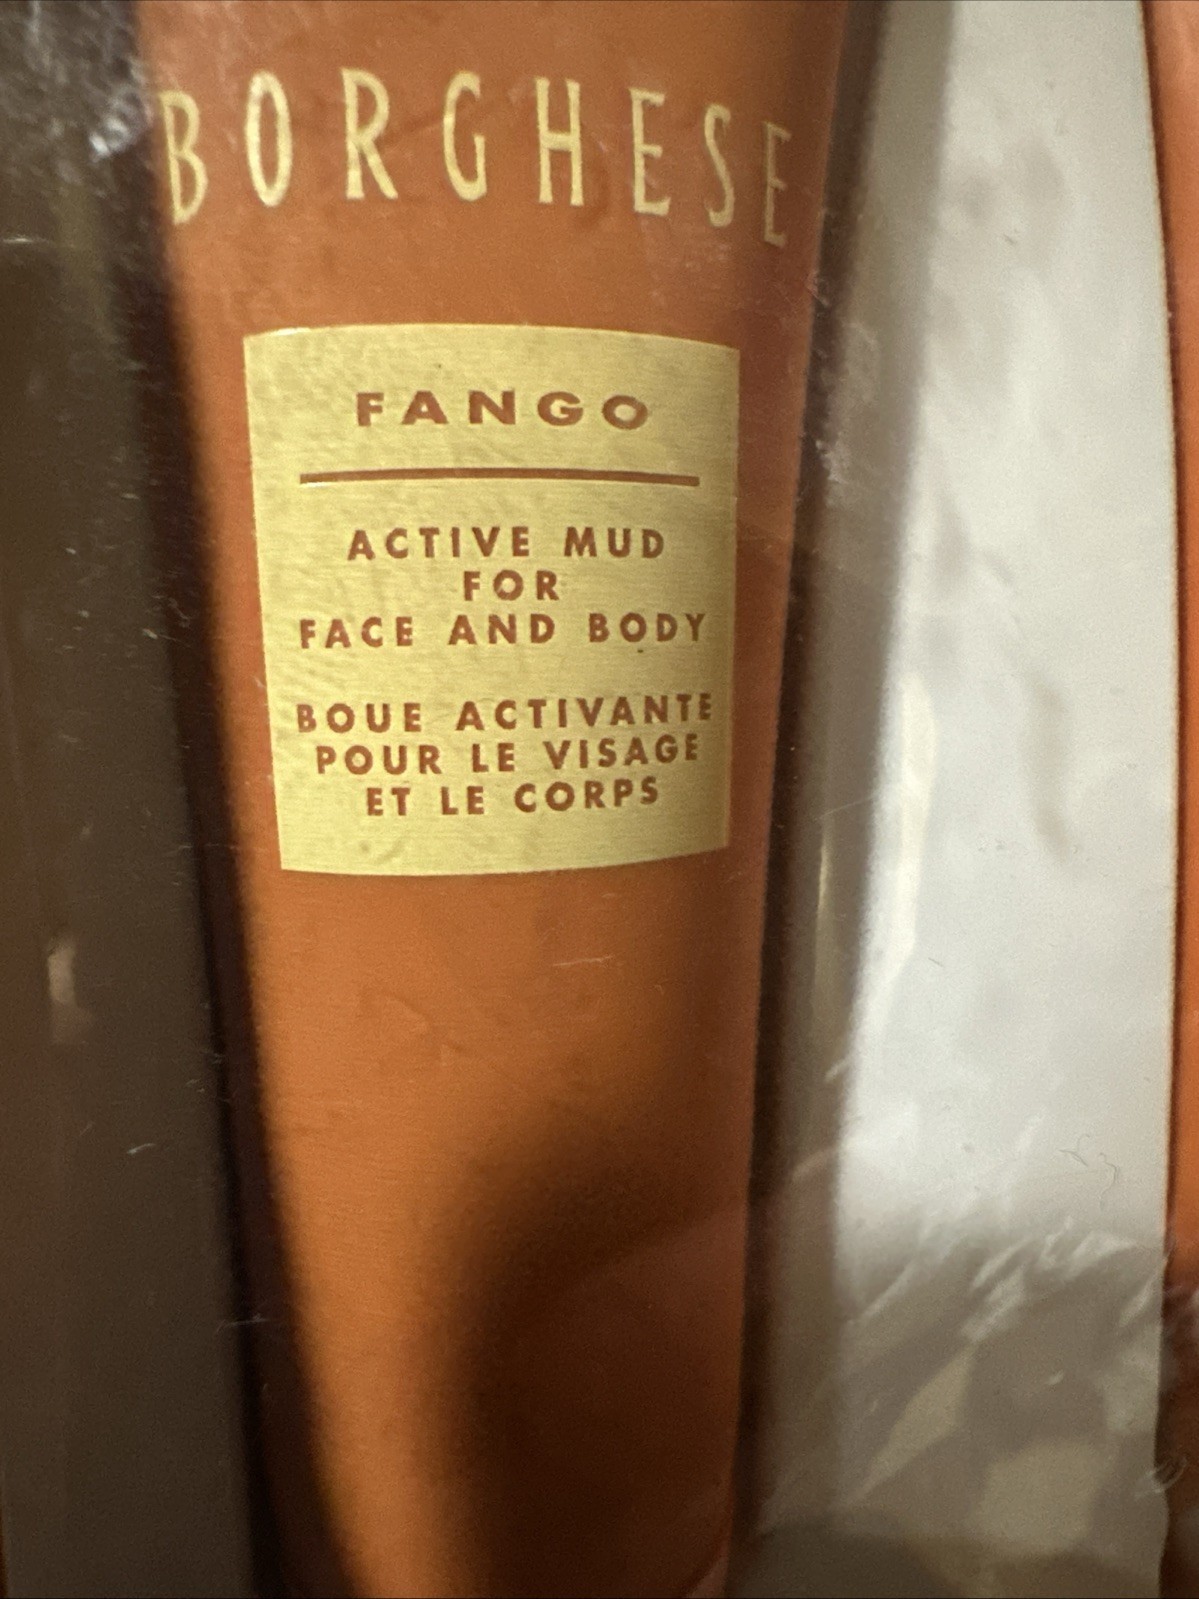 BORGHESE
FANGO
ACTIVE MUD
FOR
FACE AND BODY
BOUE ACTIVANTE
POUR LE VISAGE
ET LE CORPS